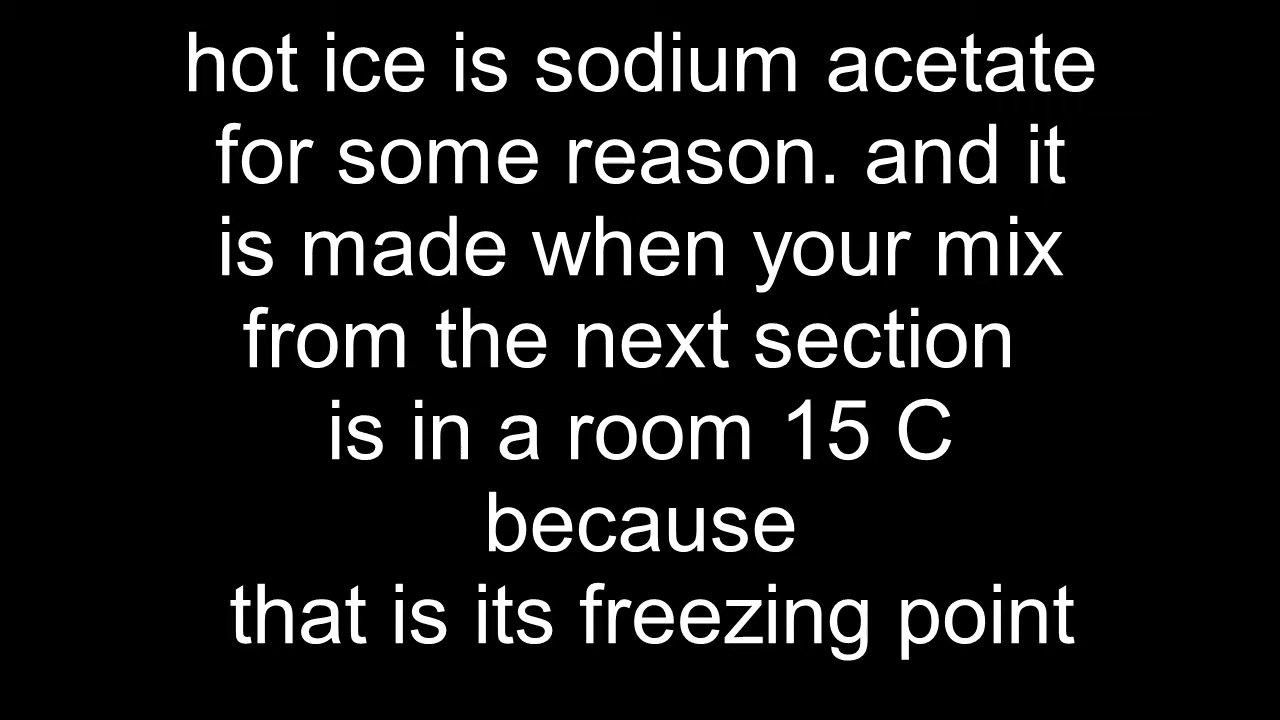 hot ice is sodium acetate
for some reason. and it
is made when your mix
from the next section
is in a room 15 C
because
that is its freezing point